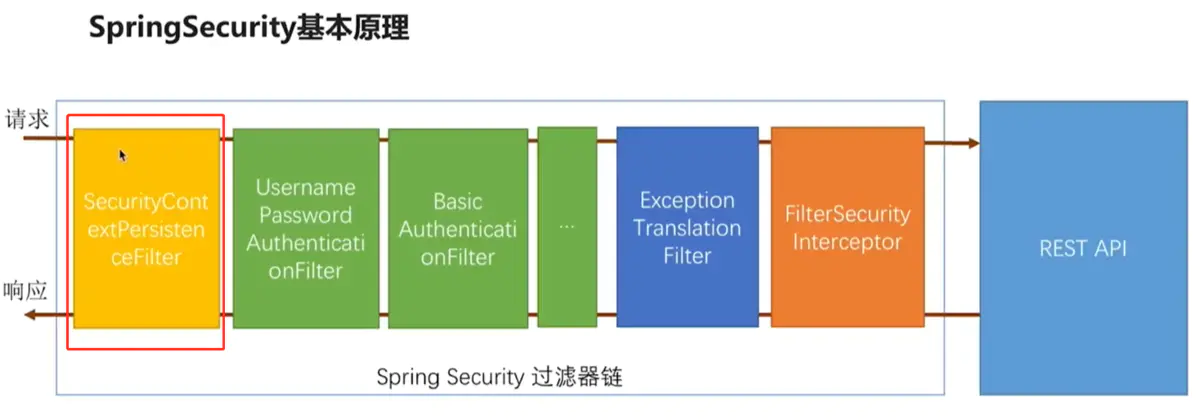 SpringSecurity基本原理
请求
响应
SecurityCont
extPersisten
ceFilter
Username
Password
Authenticati
onFilter
Basic
Authenticati
onFilter
...
Exception
Translation
Filter
FilterSecurity
Interceptor
REST API
Spring Security 过滤器链